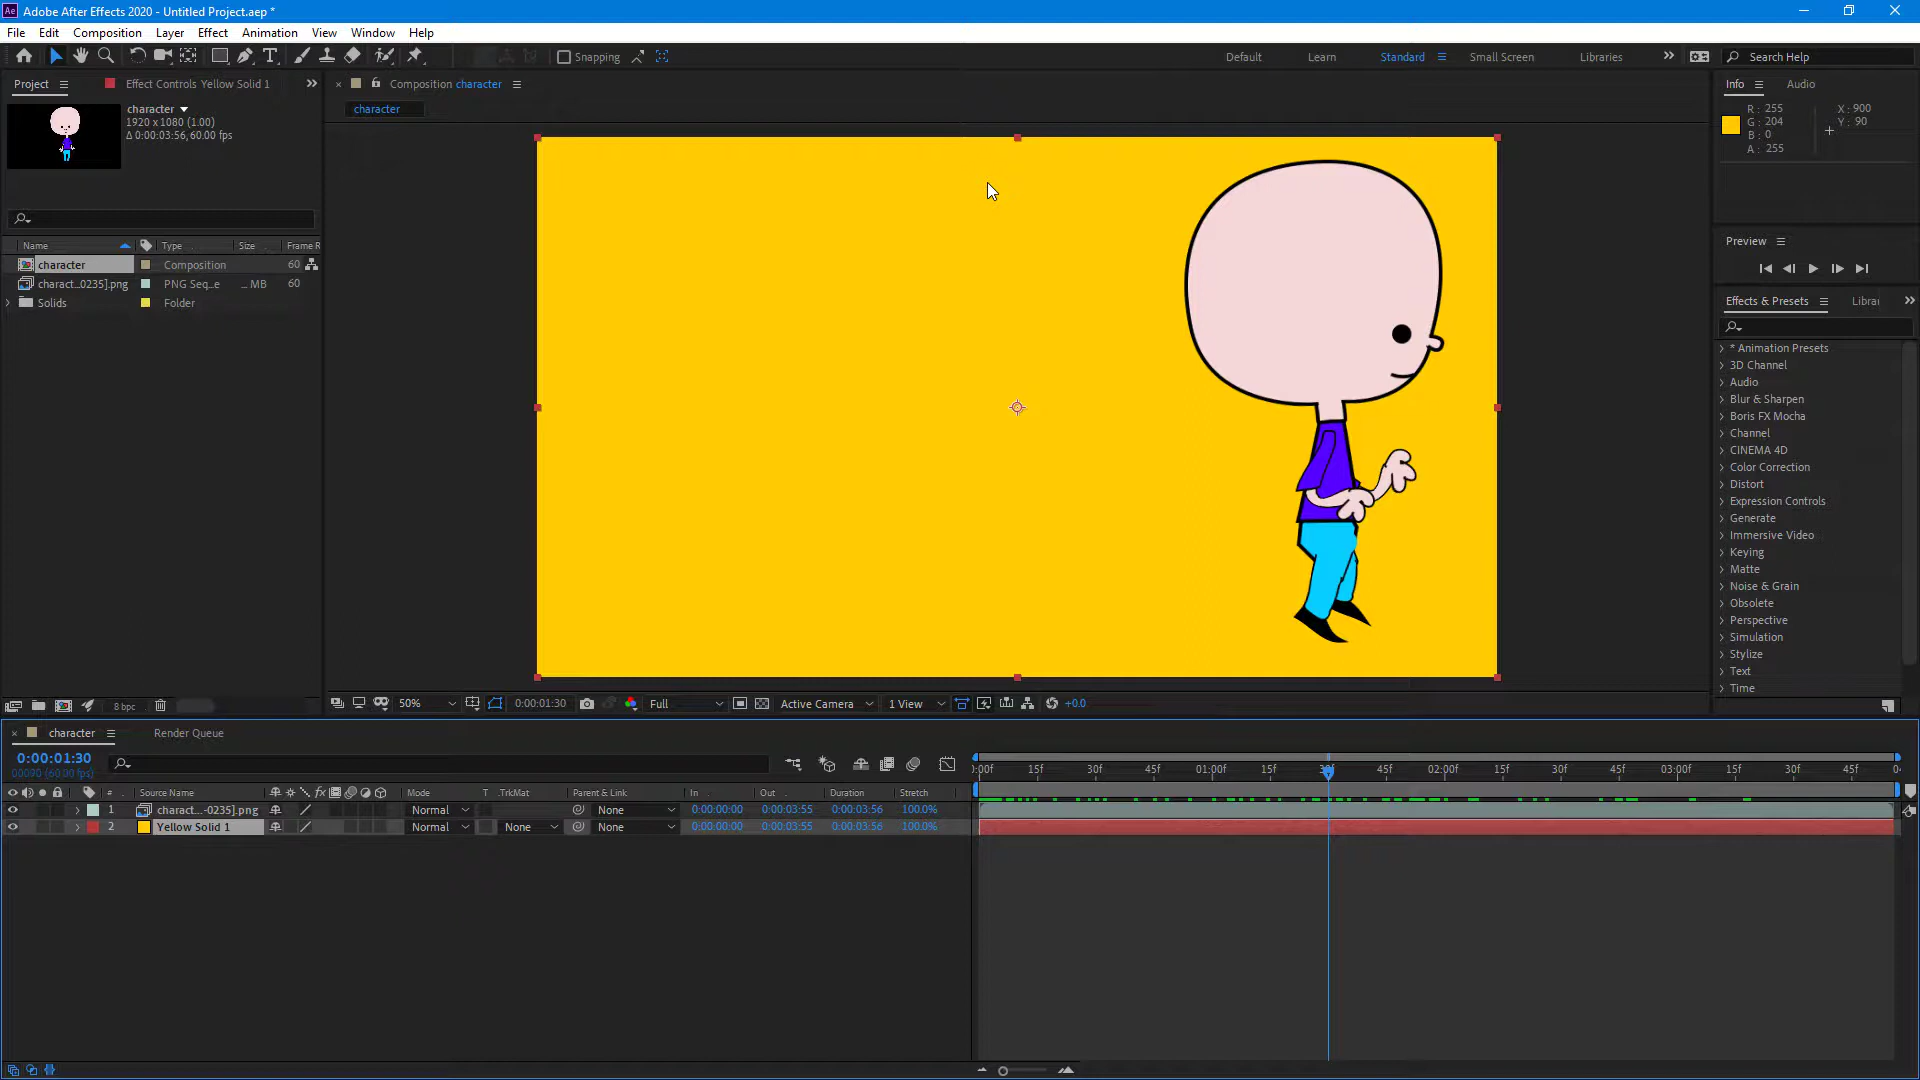 Ae Adobe After Effects 2020 - Untitled Project.aep *
File Edit Composition Layer Effect Animation View Window Help
Snapping Default Learn Standard Small Screen Libraries Search Help
Project Effect Controls Yellow Solid 1
Composition character
Info Audio
character
1920 x 1080 (1.00)
Δ 0:00:03:56, 60.00 fps
character
R: 255
G: 204
B: 0
A: 255
X: 900
Y: 90
Name Type Size Frame R
character Composition 60
charact...0235].png PNG Seq...e ... MB 60
Solids Folder
Preview
Effects & Presets Librar
* Animation Presets
3D Channel
Audio
Blur & Sharpen
Boris FX Mocha
Channel
CINEMA 4D
Color Correction
Distort
Expression Controls
Generate
Immersive Video
Keying
Matte
Noise & Grain
Obsolete
Perspective
Simulation
Stylize
Text
Time
8 bpc
50% 0:00:01:30 Full Active Camera 1 View +0.0
character Render Queue
0:00:01:30
00090 (60.00 fps)
:00f 15f 30f 45f 01:00f 15f 30f 45f 02:00f 15f 30f 45f 03:00f 15f 30f 45f 04
# Source Name fx Mode T .TrkMat Parent & Link In Out Duration Stretch
1 charact...-0235].png Normal None 0:00:00:00 0:00:03:55 0:00:03:56 100.0%
2 Yellow Solid 1 Normal None None 0:00:00:00 0:00:03:55 0:00:03:56 100.0%